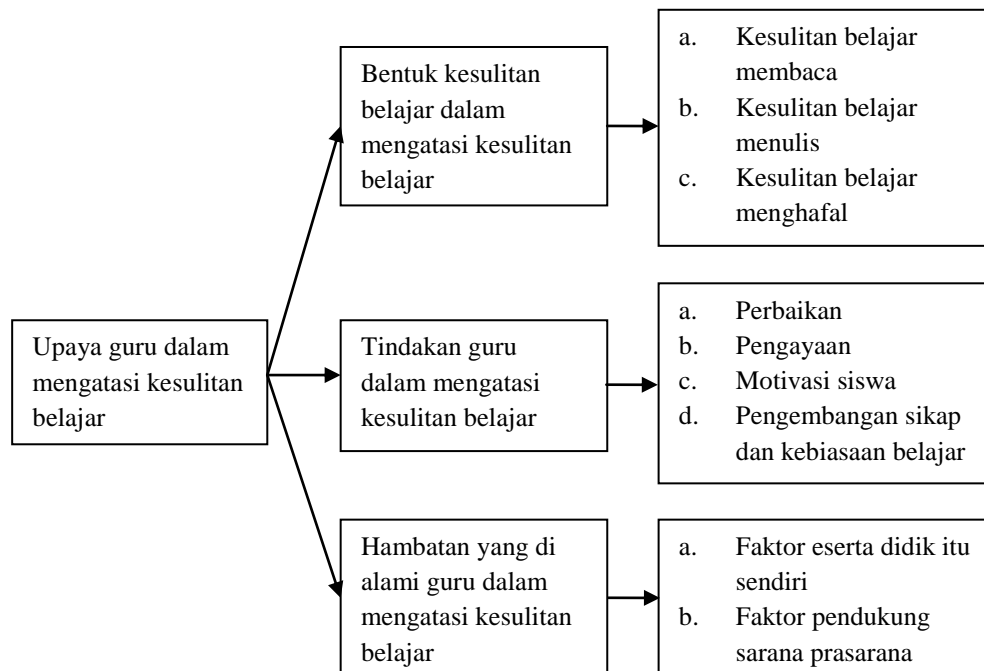 Upaya guru dalam
mengatasi kesulitan
belajar
Bentuk kesulitan
belajar dalam
mengatasi kesulitan
belajar
a. Kesulitan belajar
membaca
b. Kesulitan belajar
menulis
c. Kesulitan belajar
menghafal
Tindakan guru
dalam mengatasi
kesulitan belajar
a. Perbaikan
b. Pengayaan
c. Motivasi siswa
d. Pengembangan sikap
dan kebiasaan belajar
Hambatan yang di
alami guru dalam
mengatasi kesulitan
belajar
a. Faktor eserta didik itu
sendiri
b. Faktor pendukung
sarana prasarana